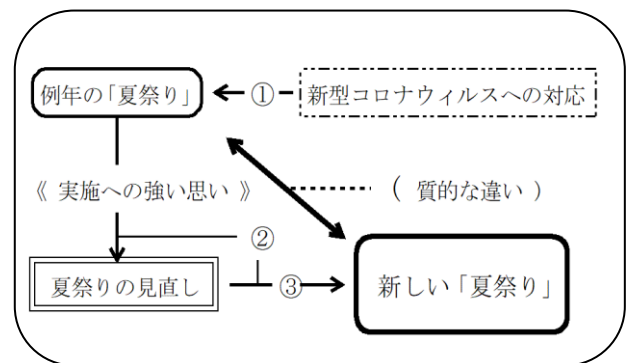 例年の「夏祭り」
①
新型コロナウィルスへの対応
《 実施への強い思い 》
( 質的な違い )
②
夏祭りの見直し
③
新しい「夏祭り」